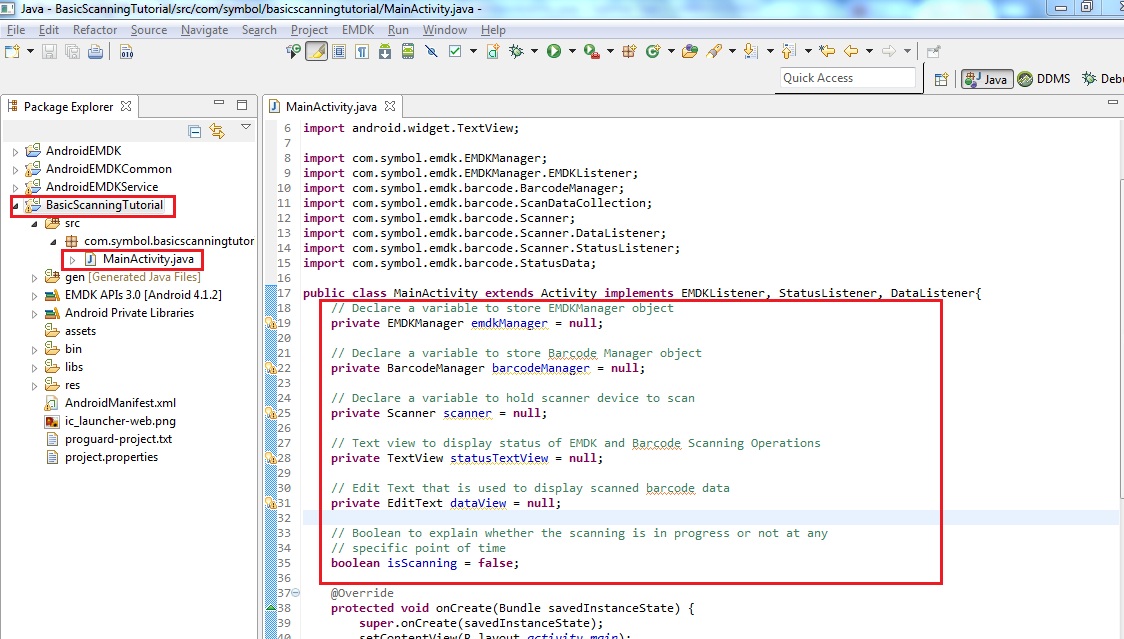 Java - BasicScanningTutorial/src/com/symbol/basicscanningtutorial/MainActivity.java -
File Edit Refactor Source Navigate Search Project EMDK Run Window Help
Quick Access
Java DDMS Debu
Package Explorer
AndroidEMDK
AndroidEMDKCommon
AndroidEMDKService
BasicScanningTutorial
src
com.symbol.basicscanningtutor
MainActivity.java
gen [Generated Java Files]
EMDK APIs 3.0 [Android 4.1.2]
Android Private Libraries
assets
bin
libs
res
AndroidManifest.xml
ic_launcher-web.png
proguard-project.txt
project.properties
MainActivity.java
6 import android.widget.TextView;
7
8 import com.symbol.emdk.EMDKManager;
9 import com.symbol.emdk.EMDKManager.EMDKListener;
10 import com.symbol.emdk.barcode.BarcodeManager;
11 import com.symbol.emdk.barcode.ScanDataCollection;
12 import com.symbol.emdk.barcode.Scanner;
13 import com.symbol.emdk.barcode.Scanner.DataListener;
14 import com.symbol.emdk.barcode.Scanner.StatusListener;
15 import com.symbol.emdk.barcode.StatusData;
16
17 public class MainActivity extends Activity implements EMDKListener, StatusListener, DataListener{
18 // Declare a variable to store EMDKManager object
19 private EMDKManager emdkManager = null;
20
21 // Declare a variable to store Barcode Manager object
22 private BarcodeManager barcodeManager = null;
23
24 // Declare a variable to hold scanner device to scan
25 private Scanner scanner = null;
26
27 // Text view to display status of EMDK and Barcode Scanning Operations
28 private TextView statusTextView = null;
29
30 // Edit Text that is used to display scanned barcode data
31 private EditText dataView = null;
32
33 // Boolean to explain whether the scanning is in progress or not at any
34 // specific point of time
35 boolean isScanning = false;
36
37 @Override
38 protected void onCreate(Bundle savedInstanceState) {
39 super.onCreate(savedInstanceState);
40 setContentView(R.layout.activity_main);